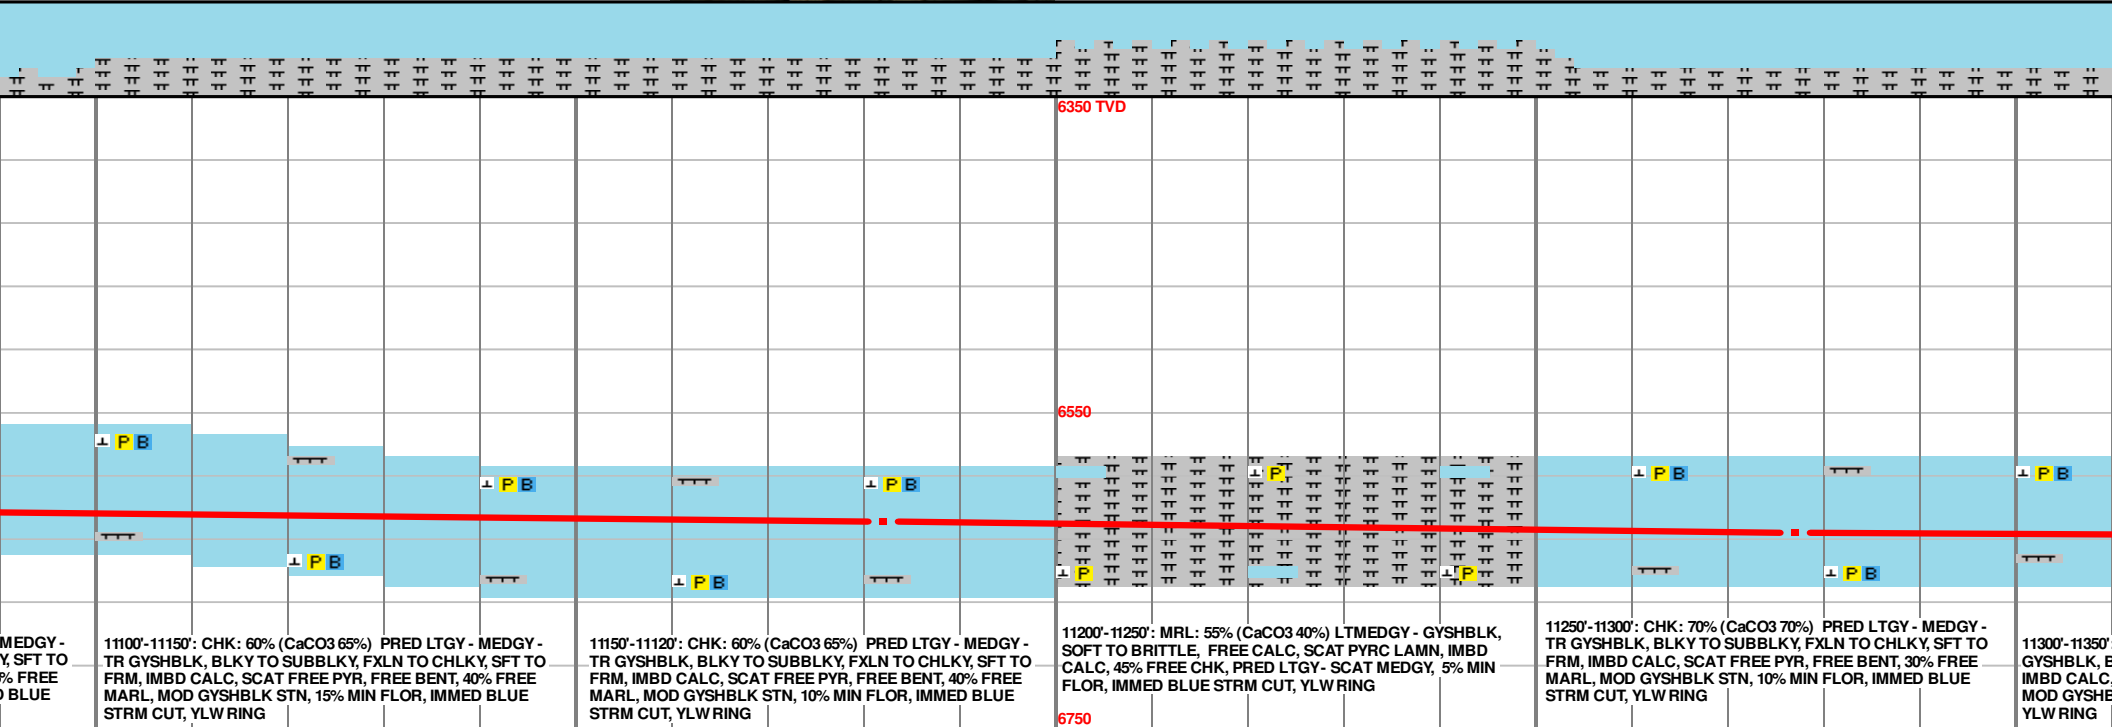 6350 TVD
6550
6750
P B
P B
P B
P B
P B
P
P
P
P B
P B
P B
MEDGY -
Y, SFT TO
% FREE
D BLUE
11100'-11150': CHK: 60% (CaCO3 65%) PRED LTGY - MEDGY -
TR GYSHBLK, BLKY TO SUBBLKY, FXLN TO CHLKY, SFT TO
FRM, IMBD CALC, SCAT FREE PYR, FREE BENT, 40% FREE
MARL, MOD GYSHBLK STN, 15% MIN FLOR, IMMED BLUE
STRM CUT, YLW RING
11150'-11120': CHK: 60% (CaCO3 65%) PRED LTGY - MEDGY -
TR GYSHBLK, BLKY TO SUBBLKY, FXLN TO CHLKY, SFT TO
FRM, IMBD CALC, SCAT FREE PYR, FREE BENT, 40% FREE
MARL, MOD GYSHBLK STN, 10% MIN FLOR, IMMED BLUE
STRM CUT, YLW RING
11200'-11250': MRL: 55% (CaCO3 40%) LTMEDGY - GYSHBLK,
SOFT TO BRITTLE, FREE CALC, SCAT PYRC LAMN, IMBD
CALC, 45% FREE CHK, PRED LTGY- SCAT MEDGY, 5% MIN
FLOR, IMMED BLUE STRM CUT, YLW RING
11250'-11300': CHK: 70% (CaCO3 70%) PRED LTGY - MEDGY -
TR GYSHBLK, BLKY TO SUBBLKY, FXLN TO CHLKY, SFT TO
FRM, IMBD CALC, SCAT FREE PYR, FREE BENT, 30% FREE
MARL, MOD GYSHBLK STN, 10% MIN FLOR, IMMED BLUE
STRM CUT, YLW RING
11300'-11350'
GYSHBLK, B
IMBD CALC,
MOD GYSHB
YLW RING